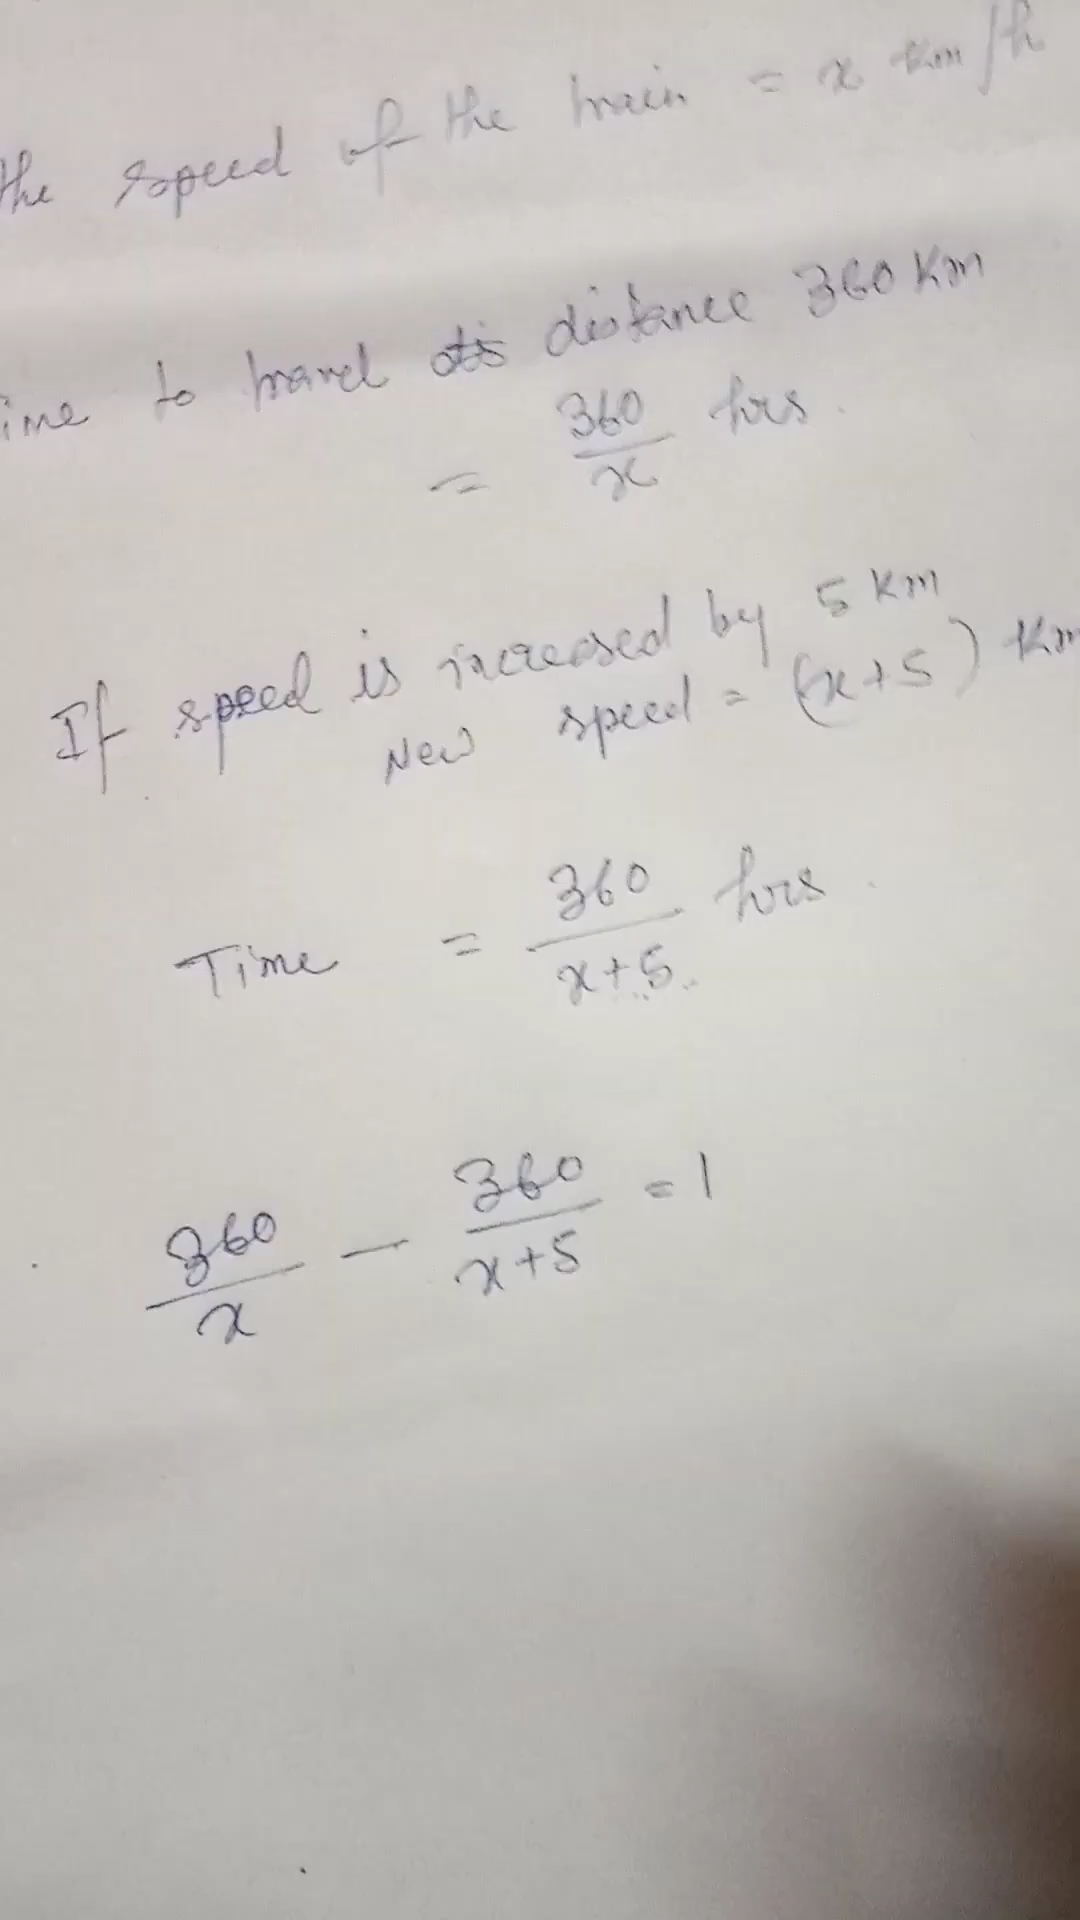 the speed of the train = x km/h
ime to travel distance 360 Km
= 360/x hrs.
If speed is increased by 5 Km
New speed = (x+5) Km
Time = 360/x+5 hrs.
360/x - 360/x+5 = 1